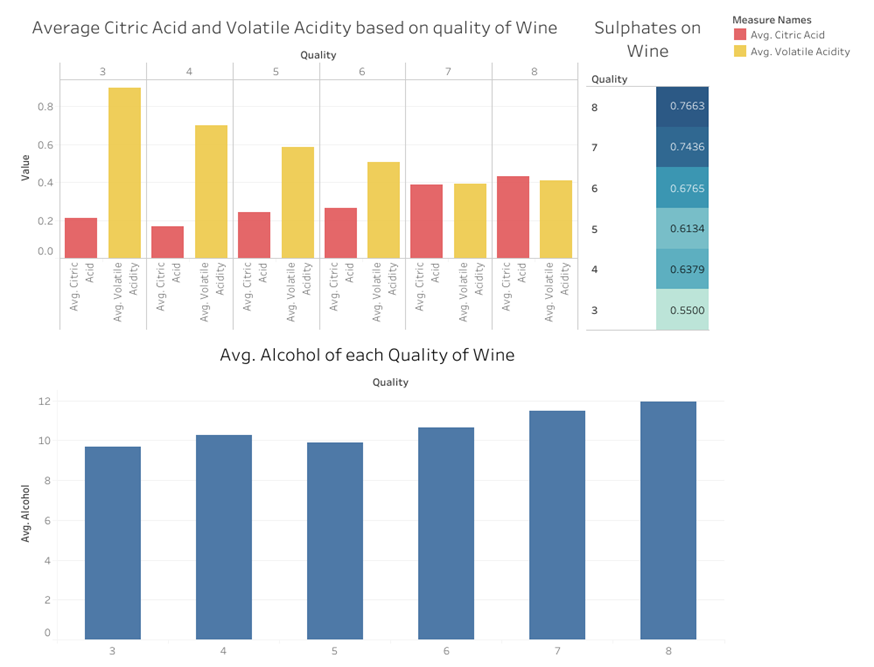 Average Citric Acid and Volatile Acidity based on quality of Wine
Quality
3 4 5 6 7 8
Value
0.8
0.6
0.4
0.2
0.0
Avg. Citric Acid
Avg. Volatile Acidity
Avg. Citric Acid
Avg. Volatile Acidity
Avg. Citric Acid
Avg. Volatile Acidity
Avg. Citric Acid
Avg. Volatile Acidity
Avg. Citric Acid
Avg. Volatile Acidity
Avg. Citric Acid
Avg. Volatile Acidity
Sulphates on
Wine
Quality
8 0.7663
7 0.7436
6 0.6765
5 0.6134
4 0.6379
3 0.5500
Measure Names
Avg. Citric Acid
Avg. Volatile Acidity
Avg. Alcohol of each Quality of Wine
Quality
Avg. Alcohol
12
10
8
6
4
2
0
3 4 5 6 7 8